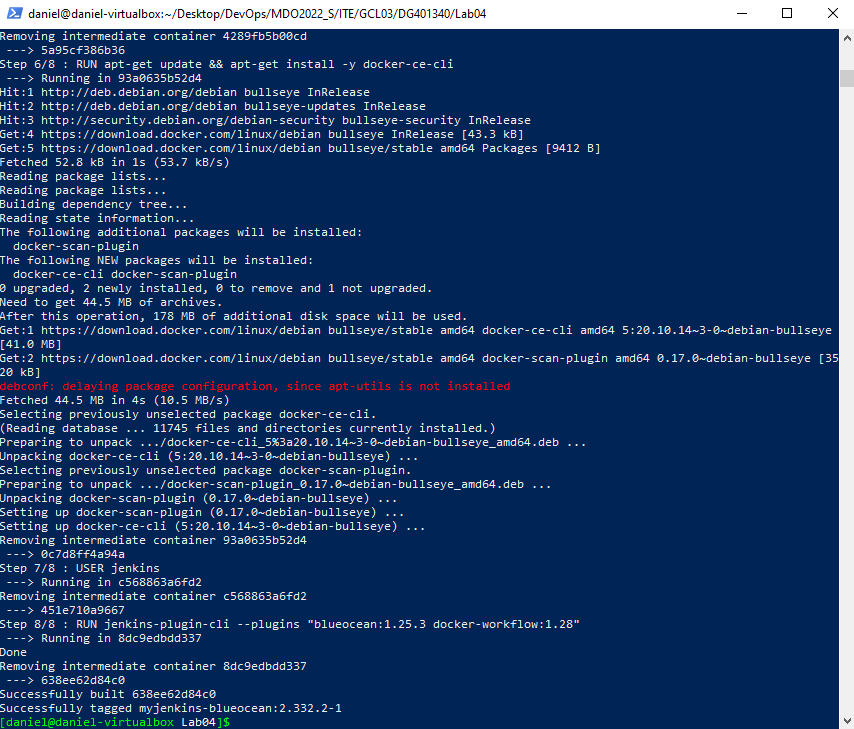 daniel@daniel-virtualbox:~/Desktop/DevOps/MDO2022_S/ITE/GCL03/DG401340/Lab04
Removing intermediate container 4289fb5b00cd
 ---> 5a95cf386b36
Step 6/8 : RUN apt-get update && apt-get install -y docker-ce-cli
 ---> Running in 93a0635b52d4
Hit:1 http://deb.debian.org/debian bullseye InRelease
Hit:2 http://deb.debian.org/debian bullseye-updates InRelease
Hit:3 http://security.debian.org/debian-security bullseye-security InRelease
Get:4 https://download.docker.com/linux/debian bullseye InRelease [43.3 kB]
Get:5 https://download.docker.com/linux/debian bullseye/stable amd64 Packages [9412 B]
Fetched 52.8 kB in 1s (53.7 kB/s)
Reading package lists...
Reading package lists...
Building dependency tree...
Reading state information...
The following additional packages will be installed:
  docker-scan-plugin
The following NEW packages will be installed:
  docker-ce-cli docker-scan-plugin
0 upgraded, 2 newly installed, 0 to remove and 1 not upgraded.
Need to get 44.5 MB of archives.
After this operation, 178 MB of additional disk space will be used.
Get:1 https://download.docker.com/linux/debian bullseye/stable amd64 docker-ce-cli amd64 5:20.10.14~3-0~debian-bullseye
[41.0 MB]
Get:2 https://download.docker.com/linux/debian bullseye/stable amd64 docker-scan-plugin amd64 0.17.0~debian-bullseye [35
20 kB]
debconf: delaying package configuration, since apt-utils is not installed
Fetched 44.5 MB in 4s (10.5 MB/s)
Selecting previously unselected package docker-ce-cli.
(Reading database ... 11745 files and directories currently installed.)
Preparing to unpack .../docker-ce-cli_5%3a20.10.14~3-0~debian-bullseye_amd64.deb ...
Unpacking docker-ce-cli (5:20.10.14~3-0~debian-bullseye) ...
Selecting previously unselected package docker-scan-plugin.
Preparing to unpack .../docker-scan-plugin_0.17.0~debian-bullseye_amd64.deb ...
Unpacking docker-scan-plugin (0.17.0~debian-bullseye) ...
Setting up docker-scan-plugin (0.17.0~debian-bullseye) ...
Setting up docker-ce-cli (5:20.10.14~3-0~debian-bullseye) ...
Removing intermediate container 93a0635b52d4
 ---> 0c7d8ff4a94a
Step 7/8 : USER jenkins
 ---> Running in c568863a6fd2
Removing intermediate container c568863a6fd2
 ---> 451e710a9667
Step 8/8 : RUN jenkins-plugin-cli --plugins "blueocean:1.25.3 docker-workflow:1.28"
 ---> Running in 8dc9edbdd337
Done
Removing intermediate container 8dc9edbdd337
 ---> 638ee62d84c0
Successfully built 638ee62d84c0
Successfully tagged myjenkins-blueocean:2.332.2-1
[daniel@daniel-virtualbox Lab04]$